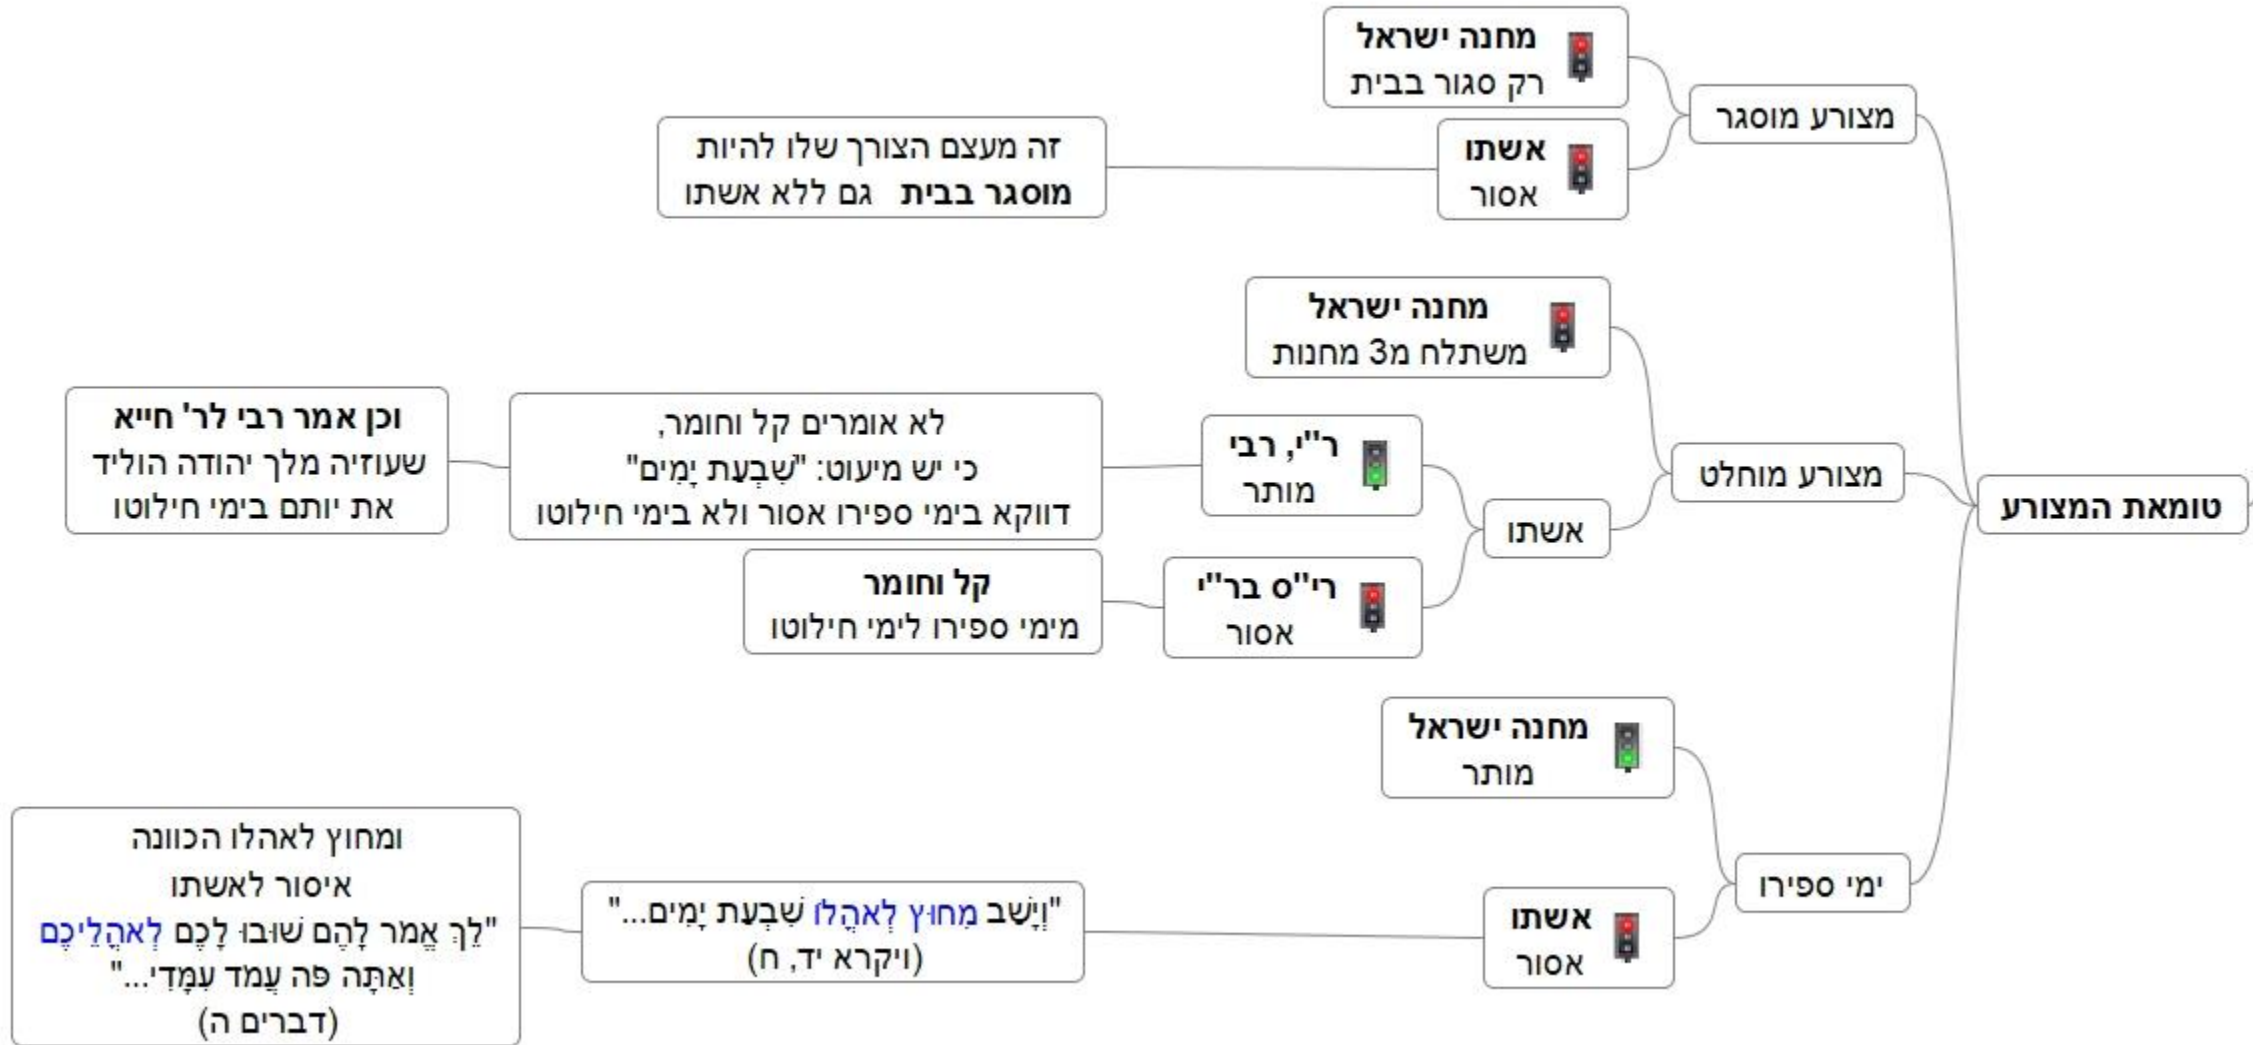 טומאת המצורע
מצורע מוסגר
מחנה ישראל
רק סגור בבית
אשתו
אסור
זה מעצם הצורך שלו להיות
מוסגר בבית גם ללא אשתו
מצורע מוחלט
מחנה ישראל
משתלח מ3 מחנות
אשתו
ר"י, רבי
מותר
לא אומרים קל וחומר,
כי יש מיעוט: "שִׁבְעַת יָמִים"
דווקא בימי ספירו אסור ולא בימי חילוטו
וכן אמר רבי לר' חייא
שעוזיה מלך יהודה הוליד
את יותם בימי חילוטו
רי"ס בר"י
אסור
קל וחומר
מימי ספירו לימי חילוטו
ימי ספירו
מחנה ישראל
מותר
אשתו
אסור
"וְיָשַׁב מִחוּץ לְאׇהֳלוֹ שִׁבְעַת יָמִים..."
(ויקרא יד, ח)
ומחוץ לאהלו הכוונה
איסור לאשתו
"לֵךְ אֱמֹר לָהֶם שׁוּבוּ לָכֶם לְאׇהֳלֵיכֶם
וְאַתָּה פֹּה עֲמֹד עִמָּדִי..."
(דברים ה)